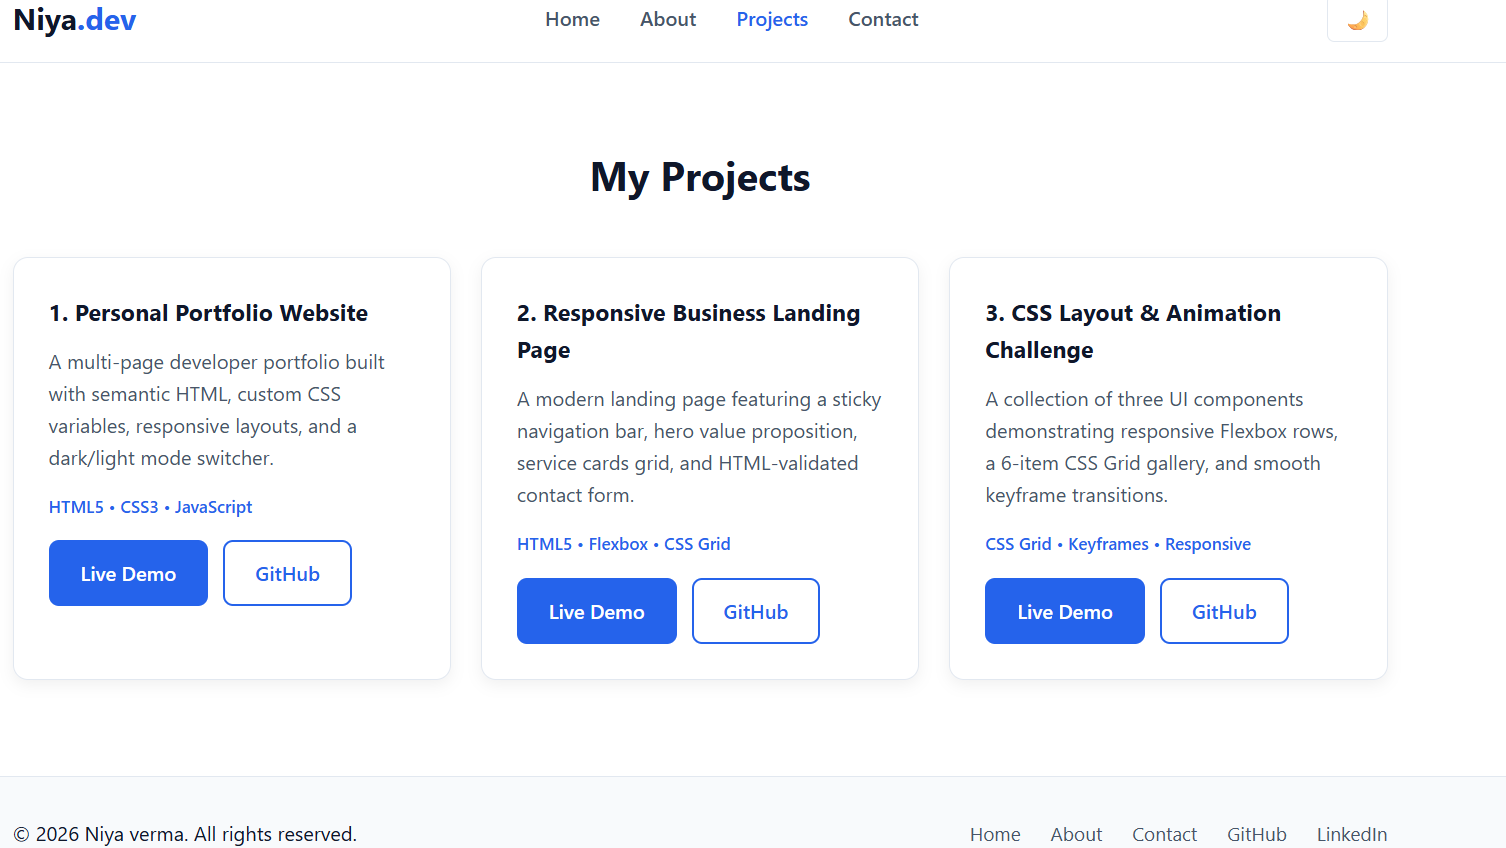 Niya.dev
Home About Projects Contact
My Projects
1. Personal Portfolio Website
A multi-page developer portfolio built
with semantic HTML, custom CSS
variables, responsive layouts, and a
dark/light mode switcher.
HTML5 • CSS3 • JavaScript
Live Demo GitHub
2. Responsive Business Landing
Page
A modern landing page featuring a sticky
navigation bar, hero value proposition,
service cards grid, and HTML-validated
contact form.
HTML5 • Flexbox • CSS Grid
Live Demo GitHub
3. CSS Layout & Animation
Challenge
A collection of three UI components
demonstrating responsive Flexbox rows,
a 6-item CSS Grid gallery, and smooth
keyframe transitions.
CSS Grid • Keyframes • Responsive
Live Demo GitHub
© 2026 Niya verma. All rights reserved.
Home About Contact GitHub LinkedIn